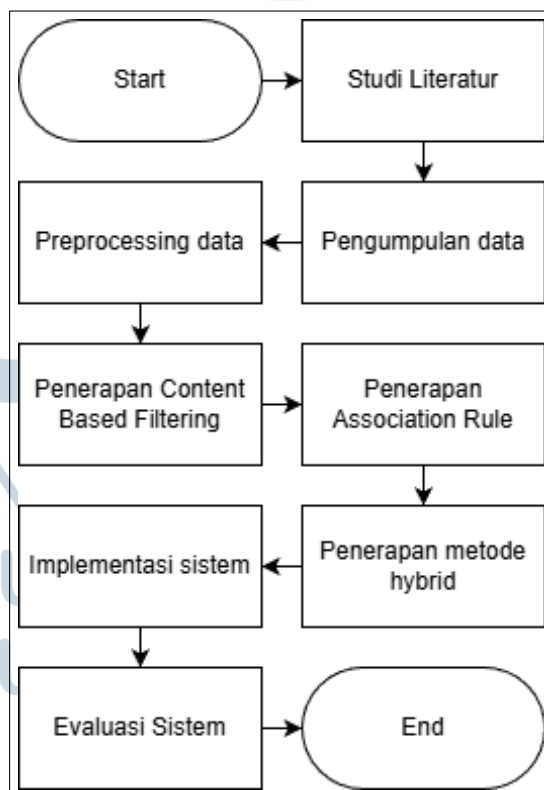 Start
Studi Literatur
Pengumpulan data
Preprocessing data
Penerapan Content
Based Filtering
Penerapan
Association Rule
Penerapan metode
hybrid
Implementasi sistem
Evaluasi Sistem
End